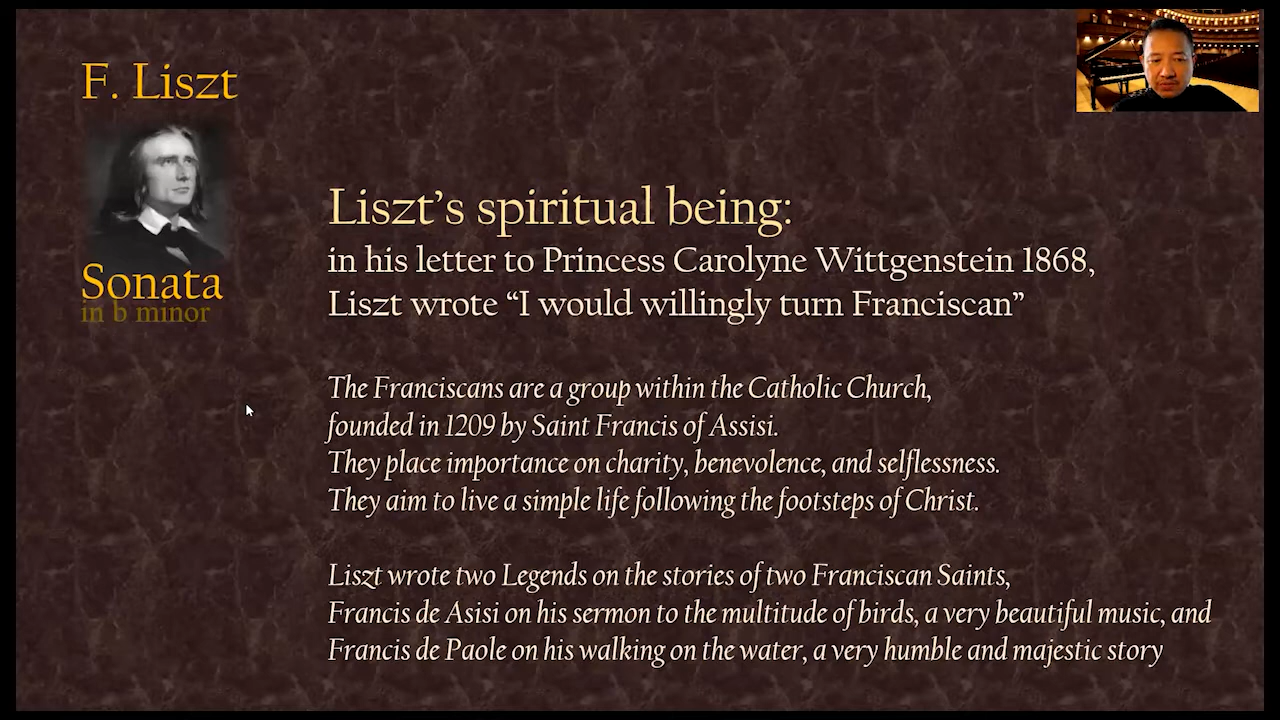 F. Liszt
Sonata
in b minor
Liszt's spiritual being:
in his letter to Princess Carolyne Wittgenstein 1868,
Liszt wrote “I would willingly turn Franciscan”
The Franciscans are a group within the Catholic Church,
founded in 1209 by Saint Francis of Assisi.
They place importance on charity, benevolence, and selflessness.
They aim to live a simple life following the footsteps of Christ.
Liszt wrote two Legends on the stories of two Franciscan Saints,
Francis de Asisi on his sermon to the multitude of birds, a very beautiful music, and
Francis de Paole on his walking on the water, a very humble and majestic story